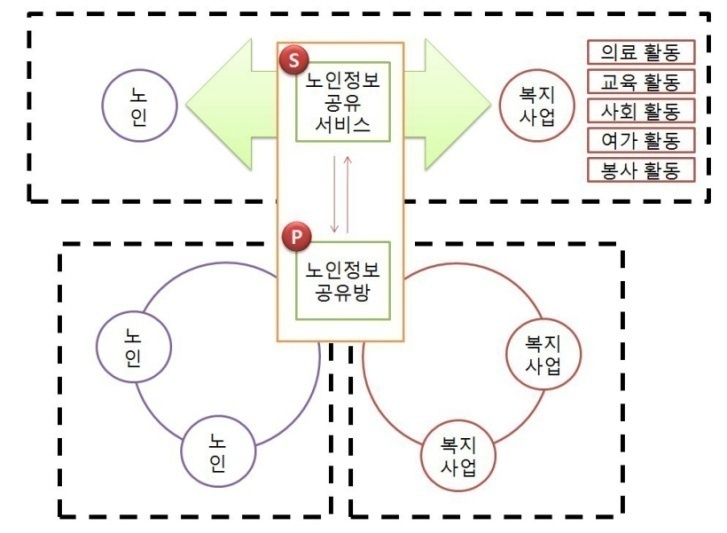 S
노인정보
공유
서비스
노
인
복지
사업
의료 활동
교육 활동
사회 활동
여가 활동
봉사 활동
P
노인정보
공유방
노
인
노
인
복지
사업
복지
사업